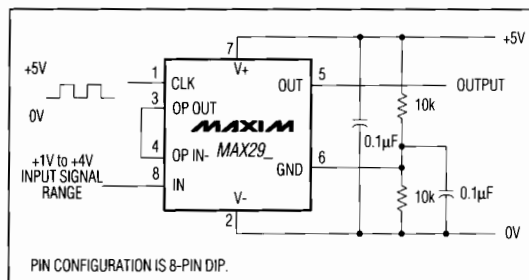 +5V
0V
+1V to +4V
INPUT SIGNAL
RANGE
1
3
4
8
7
V+
CLK
OP OUT
OP IN-
IN
MAXIM
MAX29_
OUT
GND
V-
2
5
6
OUTPUT
+5V
10k
0.1µF
10k
0.1µF
0V
PIN CONFIGURATION IS 8-PIN DIP.